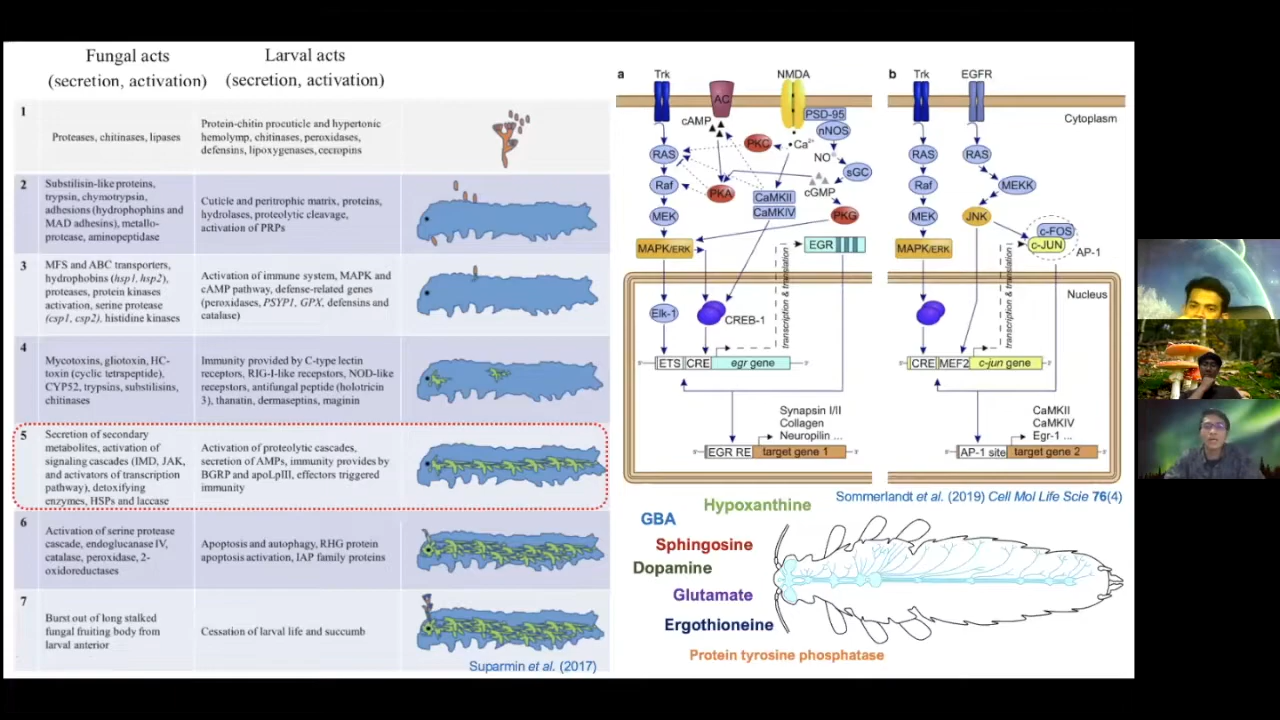 Fungal acts
(secretion, activation)
Larval acts
(secretion, activation)
1
Proteases, chitinases, lipases
Protein-chitin procuticle and hypertonic
hemolymp, chitinases, peroxidases,
defensins, lipoxygenases, cecropins
2
Substilisin-like proteins,
trypsin, chymotrypsin,
adhesions (hydrophophins and
MAD adhesins), metallo-
protease, aminopeptidase
Cuticle and peritrophic matrix, proteins,
hydrolases, proteolytic cleavage,
activation of PRPs
3
MFS and ABC transporters,
hydrophobins (hsp1, hsp2),
proteases, protein kinases
activation, serine protease
(csp1, csp2), histidine kinases
Activation of immune system, MAPK and
cAMP pathway, defense-related genes
(peroxidases, PSYP1, GPX, defensins and
catalase)
4
Mycotoxins, gliotoxin, HC-
toxin (cyclic tetrapeptide),
CYP52, trypsins, substilisins,
chitinases
Immunity provided by C-type lectin
receptors, RIG-I-like recepstors, NOD-like
recepstors, antifungal peptide (holotricin
3), thanatin, dermaseptins, maginin
5
Secretion of secondary
metabolites, activation of
signaling cascades (IMD, JAK,
and activators of transcription
pathway), detoxifying
enzymes, HSPs and laccase
Activation of proteolytic cascades,
secretion of AMPs, immunity provides by
BGRP and apoLpIII, effectors triggered
immunity
6
Activation of serine protease
cascade, endoglucanase IV,
catalase, peroxidase, 2-
oxidoreductases
Apoptosis and autophagy, RHG protein
apoptosis activation, IAP family proteins
7
Burst out of long stalked
fungal fruiting body from
larval anterior
Cessation of larval life and succumb
Suparmin et al. (2017)
a
Trk
NMDA
AC
cAMP
PSD-95
nNOS
PKC
Ca2+
NO
RAS
sGC
Raf
PKA
CaMKII
cGMP
CaMKIV
MEK
PKG
MAPK/ERK
EGR
transcription & translation
Elk-1
CREB-1
ETS
CRE
egr gene
Synapsin I/II
Collagen
Neuropilin ...
EGR RE
target gene 1
b
Trk
EGFR
Cytoplasm
RAS
RAS
Raf
MEKK
MEK
JNK
c-FOS
c-JUN
AP-1
MAPK/ERK
transcription & translation
Nucleus
CRE
MEF2
c-jun gene
CaMKII
CaMKIV
Egr-1 ...
AP-1 site
target gene 2
Sommerlandt et al. (2019) Cell Mol Life Scie 76(4)
Hypoxanthine
GBA
Sphingosine
Dopamine
Glutamate
Ergothioneine
Protein tyrosine phosphatase